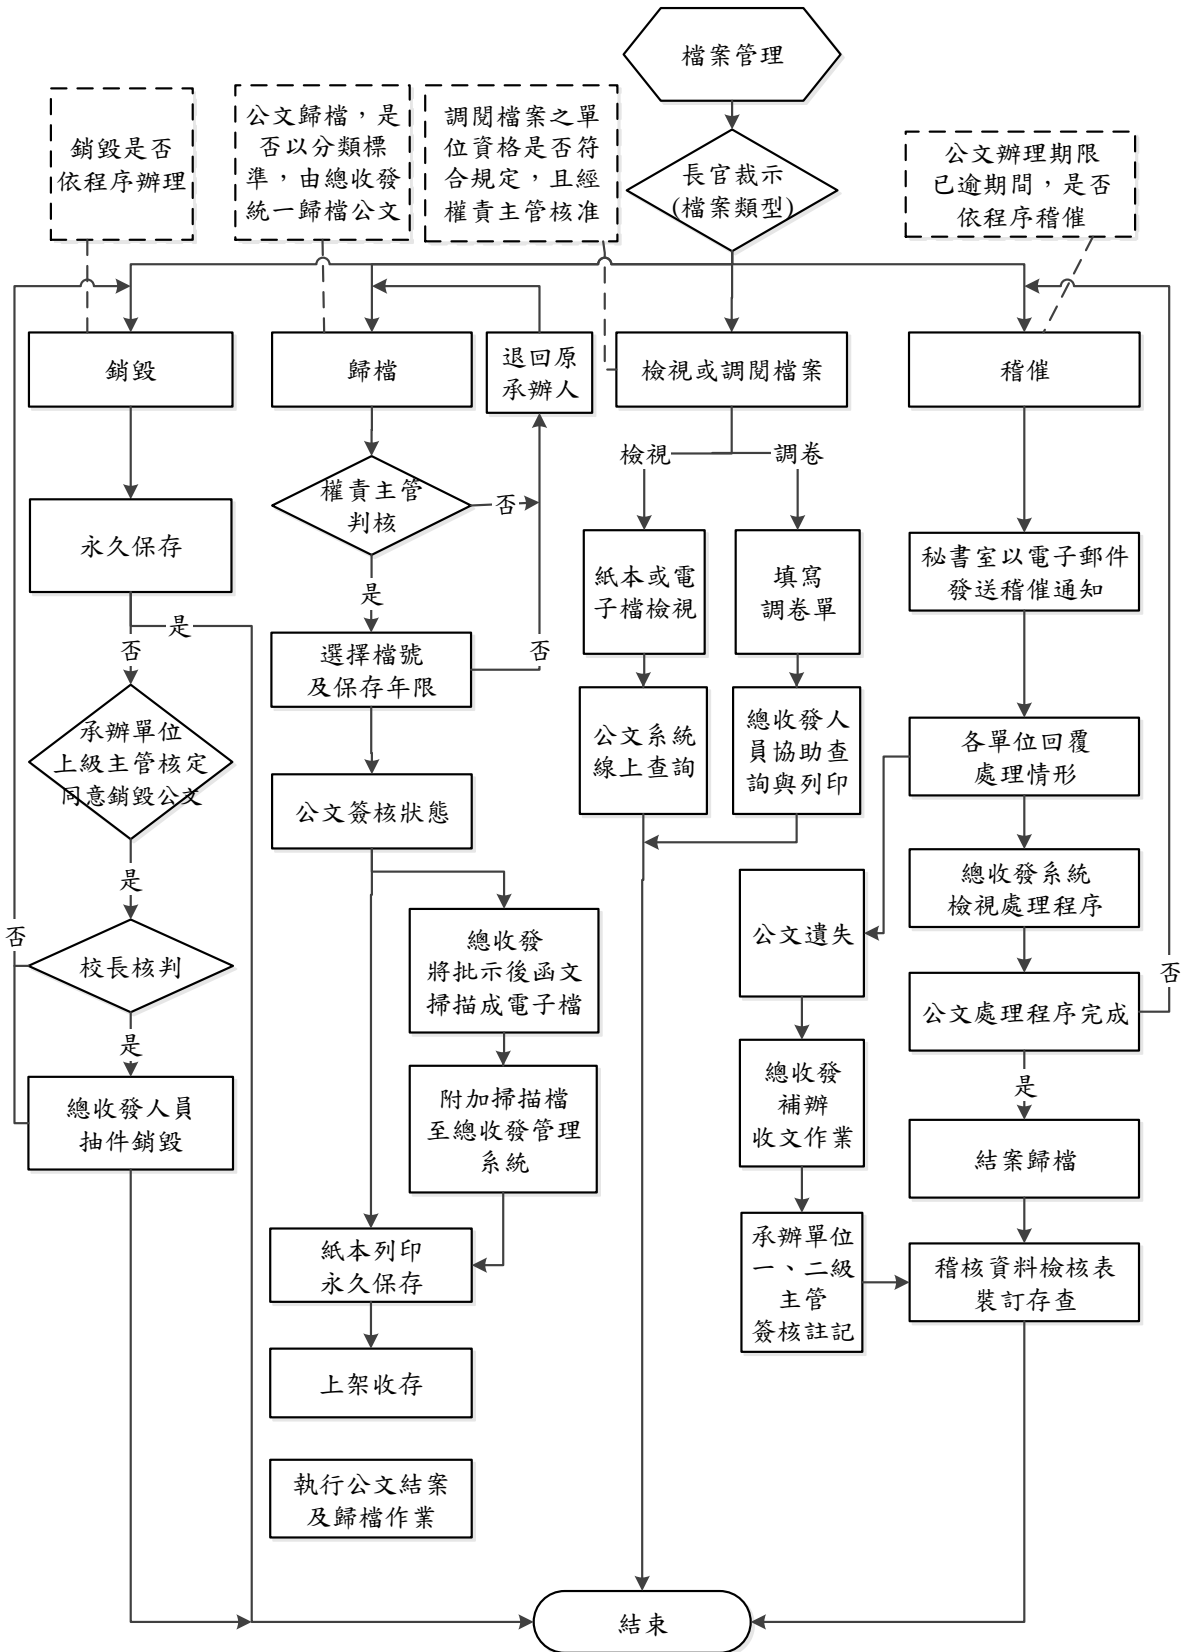 檔案管理
銷毀是否
依程序辦理
公文歸檔，是
否以分類標
準，由總收發
統一歸檔公文
調閱檔案之單
位資格是否符
合規定，且經
權責主管核准
長官裁示
(檔案類型)
公文辦理期限
已逾期間，是否
依程序稽催
銷毀
永久保存
是
否
承辦單位
上級主管核定
同意銷毀公文
是
否
校長核判
是
總收發人員
抽件銷毀
歸檔
退回原
承辦人
權責主管
判核
否
是
選擇檔號
及保存年限
否
公文簽核狀態
總收發
將批示後函文
掃描成電子檔
附加掃描檔
至總收發管理
系統
紙本列印
永久保存
上架收存
執行公文結案
及歸檔作業
檢視或調閱檔案
檢視
調卷
紙本或電
子檔檢視
填寫
調卷單
公文系統
線上查詢
總收發人
員協助查
詢與列印
稽催
秘書室以電子郵件
發送稽催通知
各單位回覆
處理情形
總收發系統
檢視處理程序
公文遺失
否
公文處理程序完成
是
總收發
補辦
收文作業
結案歸檔
承辦單位
一、二級
主管
簽核註記
稽核資料檢核表
裝訂存查
結束